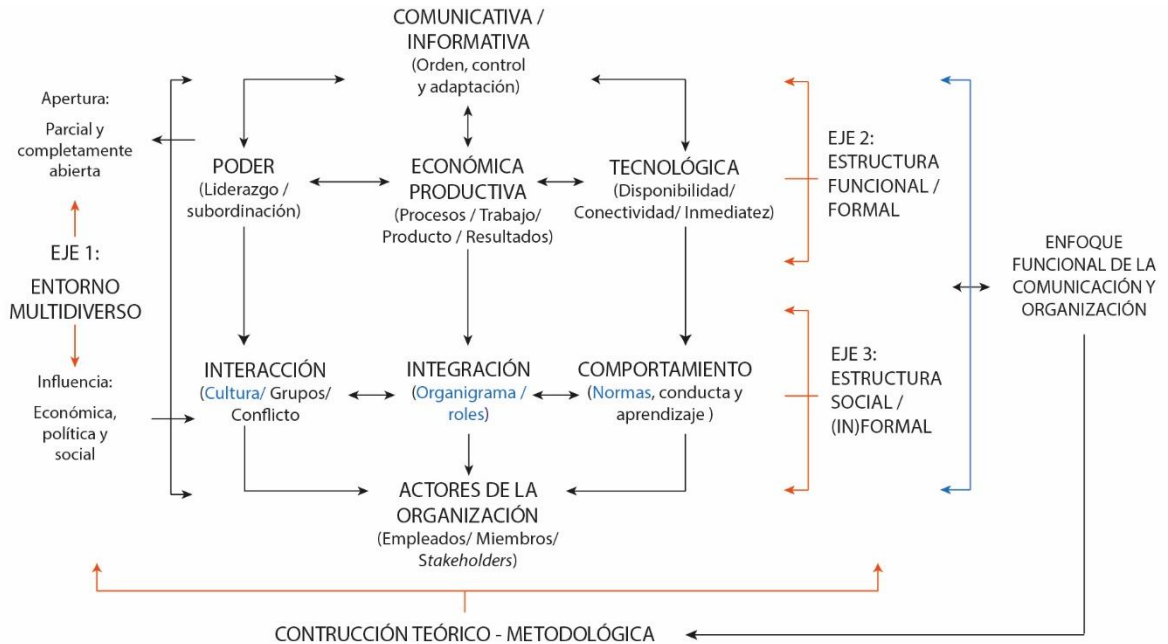 COMUNICATIVA /
INFORMATIVA
(Orden, control
y adaptación)
Apertura:
Parcial y
completamente
abierta
EJE 1:
ENTORNO
MULTIDIVERSO
Influencia:
Económica,
política y
social
PODER
(Liderazgo /
subordinación)
ECONÓMICA
PRODUCTIVA
(Procesos / Trabajo/
Producto / Resultados)
TECNOLÓGICA
(Disponibilidad/
Conectividad/ Inmediatez)
EJE 2:
ESTRUCTURA
FUNCIONAL /
FORMAL
INTERACCIÓN
(Cultura/ Grupos/
Conflicto
INTEGRACIÓN
(Organigrama /
roles)
COMPORTAMIENTO
(Normas, conducta y
aprendizaje )
EJE 3:
ESTRUCTURA
SOCIAL /
(IN)FORMAL
ACTORES DE LA
ORGANIZACIÓN
(Empleados/ Miembros/
Stakeholders)
ENFOQUE
FUNCIONAL DE LA
COMUNICACIÓN Y
ORGANIZACIÓN
CONTRUCCIÓN TEÓRICO - METODOLÓGICA